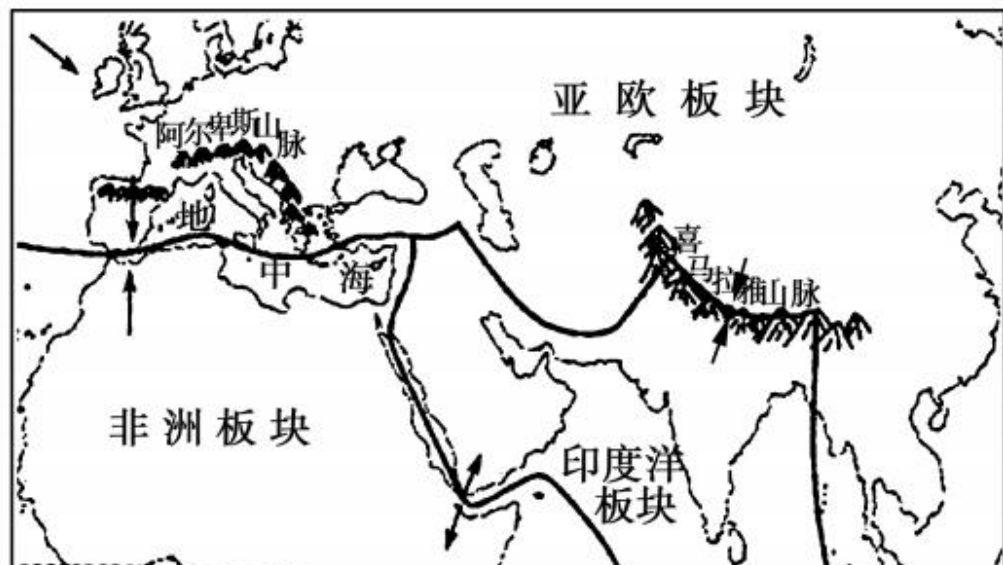 亚欧板块
阿尔卑斯山脉
地中海
喜马拉雅山脉
非洲板块
印度洋
板块